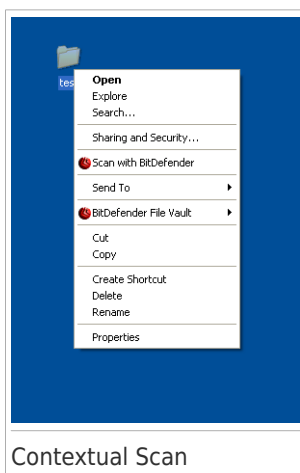 tes
Open
Explore
Search...
Sharing and Security...
Scan with BitDefender
Send To
BitDefender File Vault
Cut
Copy
Create Shortcut
Delete
Rename
Properties
Contextual Scan